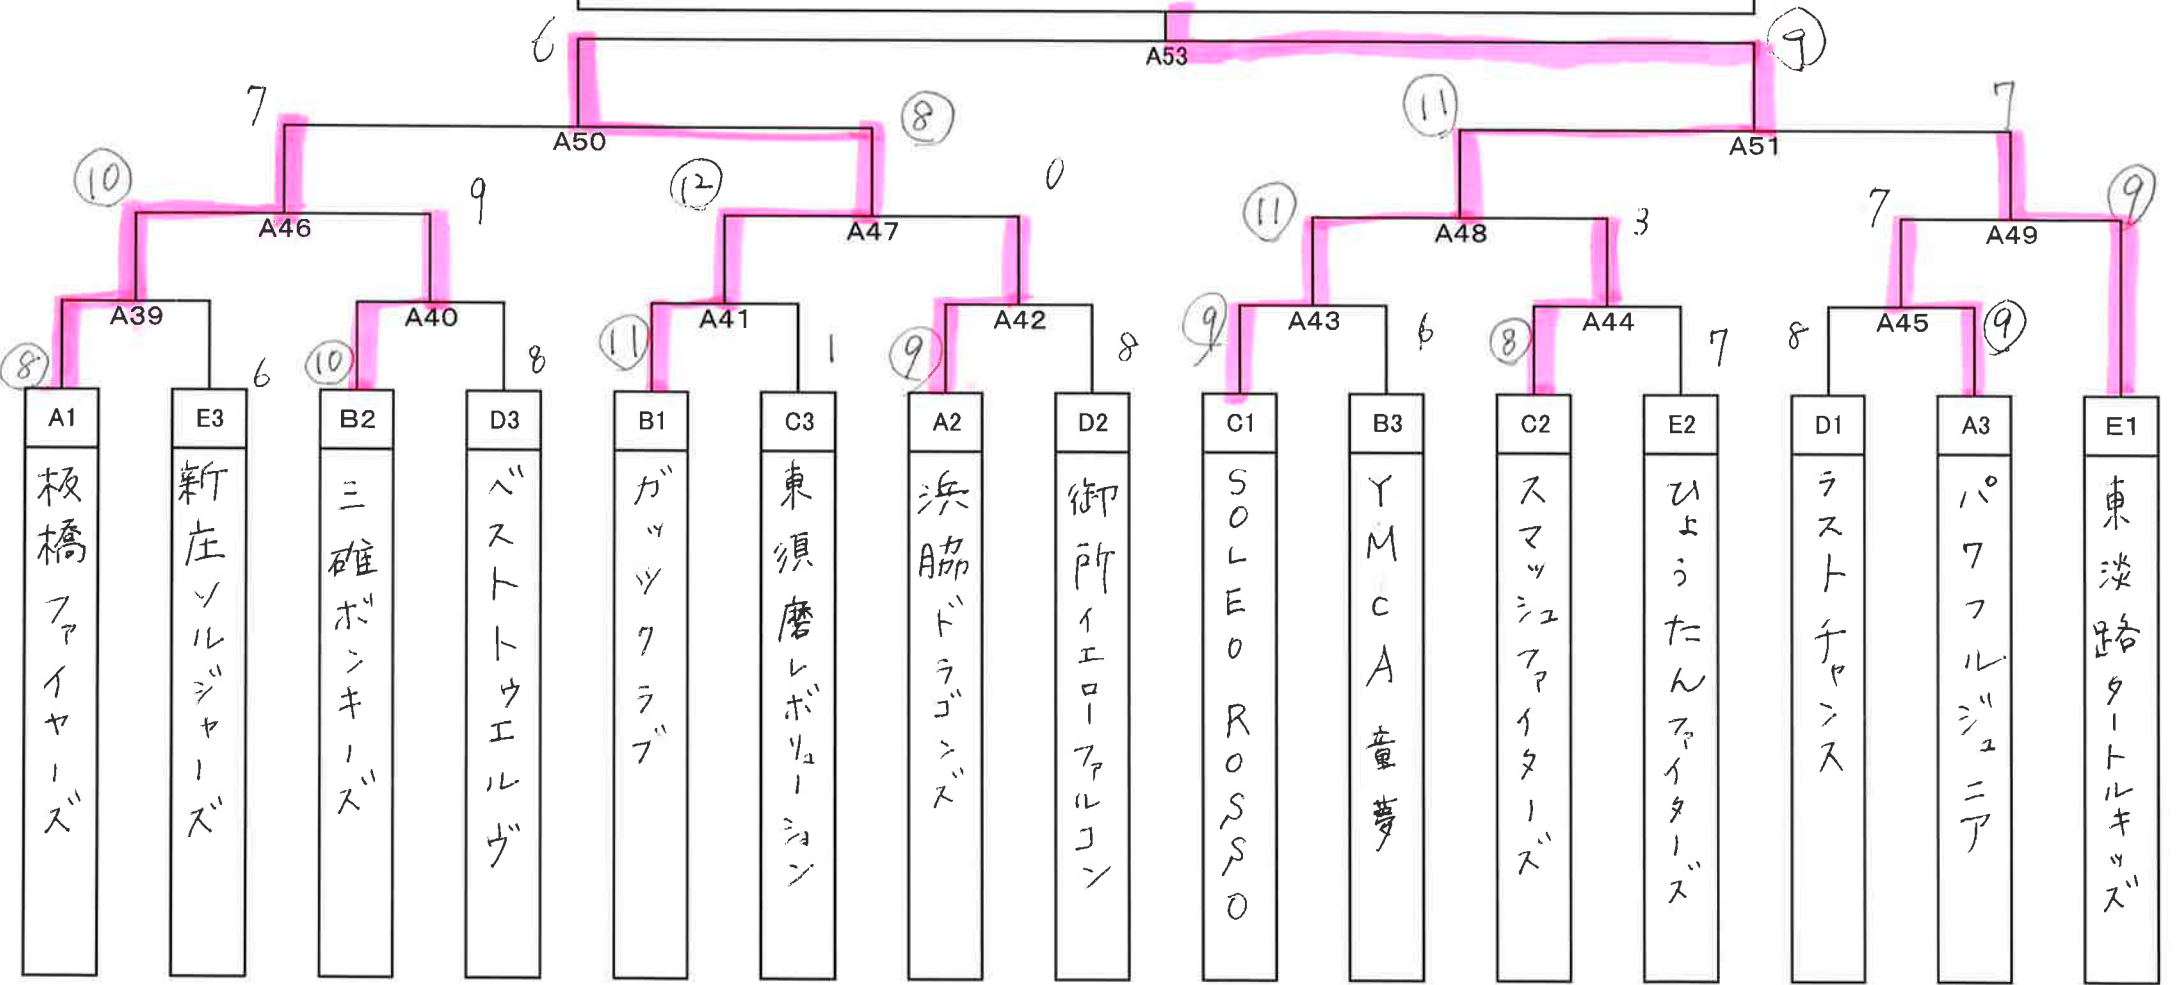 6
A53
⑨
7
A50
⑧
⑪
A51
7
⑩
A46
9
⑫
A47
0
⑪
A48
3
7
A49
⑨
A39
A40
A41
A42
A43
A44
A45
⑧
6
⑩
8
⑪
1
⑨
8
⑨
6
⑧
7
8
⑨
A1
E3
B2
D3
B1
C3
A2
D2
C1
B3
C2
E2
D1
A3
E1
板橋ファイヤーズ
新庄ソルジャーズ
三碓ボンキーズ
ベストトゥエルヴ
ガッツクラブ
東須磨レボリューション
浜脇ドラゴンズ
御所イエローファルコン
SOLEO ROSSO
YMCA童夢
スマッシュファイターズ
ひょうたんファイターズ
ラストチャンス
パワフルジュニア
東淡路タートルキッズ